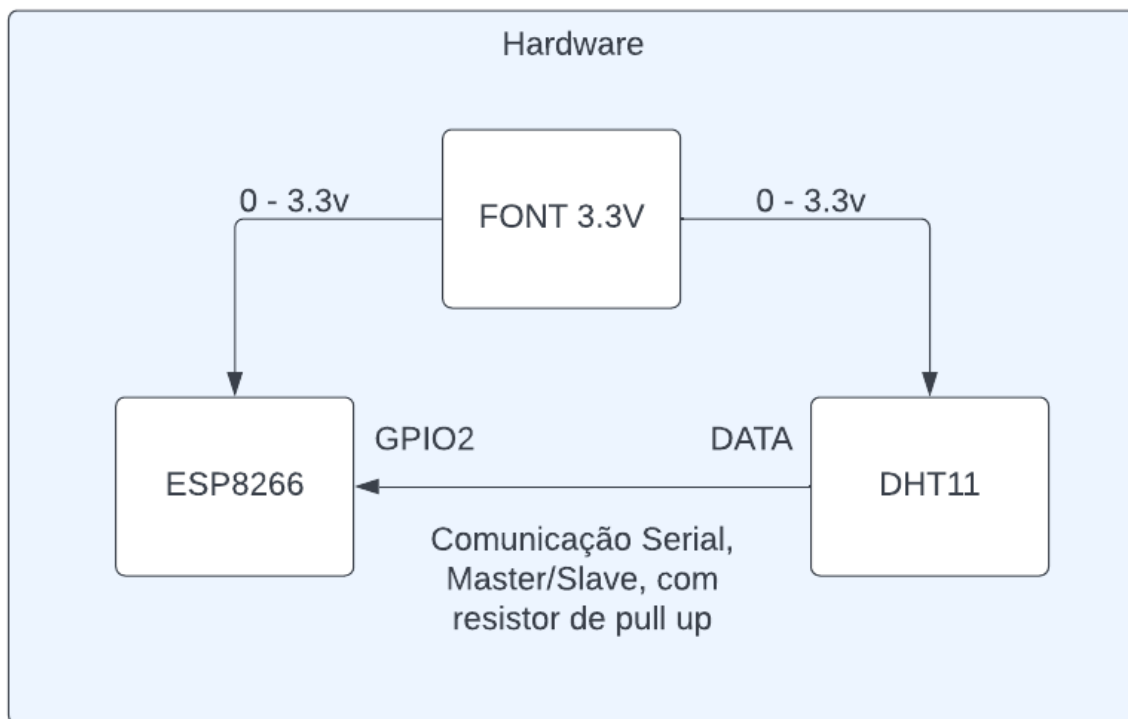 Hardware
0 - 3.3v
FONT 3.3V
0 - 3.3v
ESP8266
GPIO2
DATA
DHT11
Comunicação Serial,
Master/Slave, com
resistor de pull up